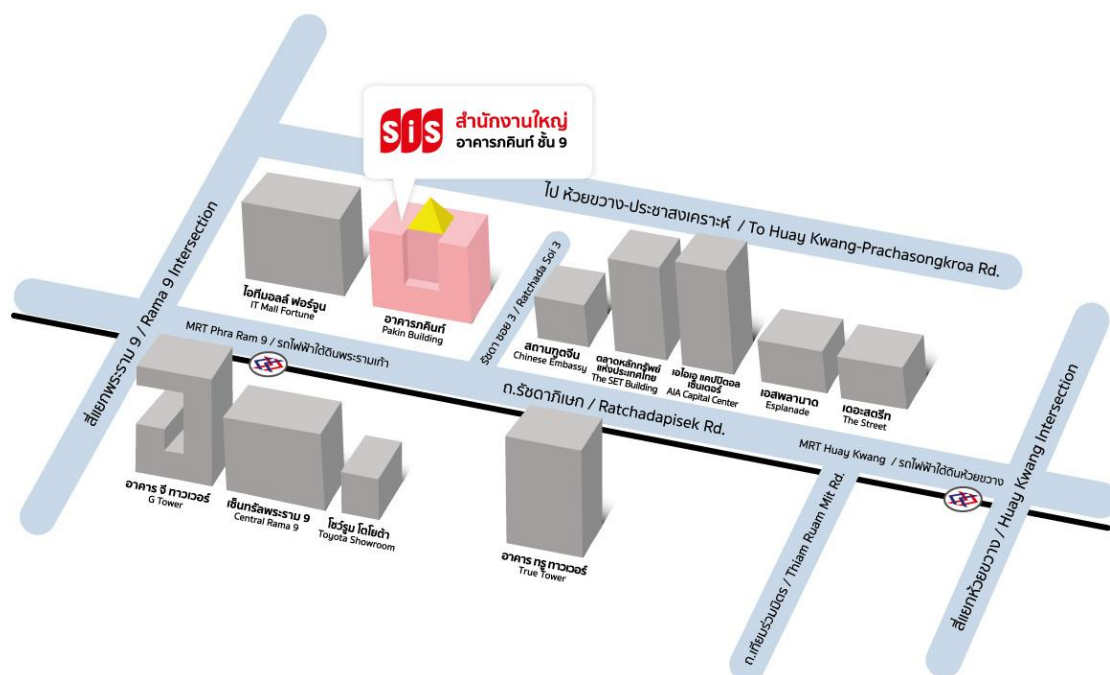 SiS
สำนักงานใหญ่
อาคารภคินท์ ชั้น 9
ไป ห้วยขวาง-ประชาสงเคราะห์ / To Huay Kwang-Prachasongkroa Rd.
สี่แยกพระราม 9 / Rama 9 Intersection
ไอทีมอลล์ ฟอร์จูน
IT Mall Fortune
อาคารภคินท์
Pakin Building
รัชดา ซอย 3 / Ratchada Soi 3
สถานทูตจีน
Chinese Embassy
ตลาดหลักทรัพย์
แห่งประเทศไทย
The SET Building
เอไอเอ แคปปิตอล
เซ็นเตอร์
AIA Capital Center
เอสพลานาด
Esplanade
เดอะสตรีท
The Street
MRT Phra Ram 9 / รถไฟฟ้าใต้ดินพระรามเก้า
ถ.รัชดาภิเษก / Ratchadapisek Rd.
MRT Huay Kwang / รถไฟฟ้าใต้ดินห้วยขวาง
อาคาร จี ทาวเวอร์
G Tower
เซ็นทรัลพระราม 9
Central Rama 9
โชว์รูม โตโยต้า
Toyota Showroom
อาคาร ทรู ทาวเวอร์
True Tower
ถ.เทียมร่วมมิตร / Thiam Ruam Mit Rd.
สี่แยกห้วยขวาง / Huay Kwang Intersection